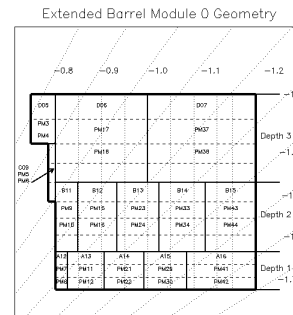 Extended Barrel Module 0 Geometry
-0.8 -0.9 -1.0 -1.1 -1.2
D05 D06 D07
PM3 PM17 PM37 Depth 3
PM4 PM18 PM38
D09
PM5
PM6
B11 B12 B13 B14 B15
PM9 PM15 PM23 PM33 PM43 Depth 2
PM10 PM16 PM24 PM34 PM44
A12 A13 A14 A15 A16
PM7 PM11 PM21 PM29 PM41 Depth 1
PM8 PM12 PM22 PM30 PM42